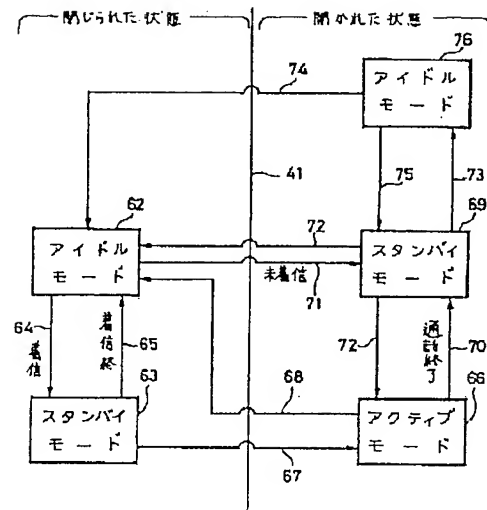 閉じられた状態
開かれた状態
76
アイドル
モード
74
75
73
41
62
アイドル
モード
72
未着信
71
69
スタンバイ
モード
64
着信
着信終
65
63
スタンバイ
モード
72
通話終了
70
68
66
アクティブ
モード
67